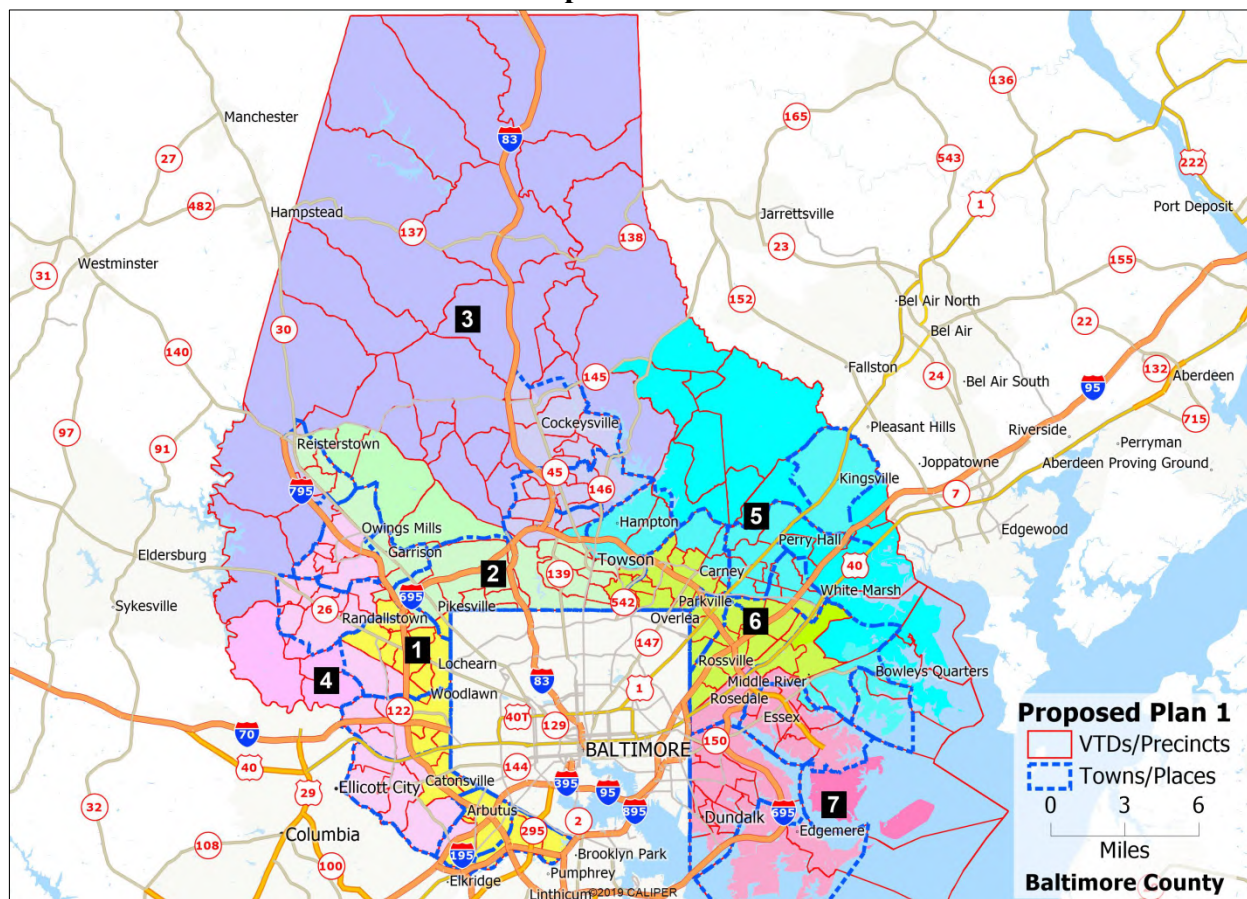 136
165
543
222
1
Manchester
83
27
482
Hampstead
137
138
Jarrettsville
23
Port Deposit
31
Westminster
155
152
Bel Air North
30
3
22
Bel Air
140
145
Fallston
24
132
Aberdeen
Bel Air South
95
715
97
91
Reisterstown
Cockeysville
Pleasant Hills
Riverside
Perryman
45
Joppatowne
Aberdeen Proving Ground
795
146
Kingsville
7
Owings Mills
Hampton
5
Edgewood
Eldersburg
Garrison
Perry Hall
2
139
Towson
Carney
40
695
White Marsh
26
Pikesville
542
Parkville
Sykesville
Randallstown
Overlea
6
1
147
Rossville
Lochearn
Bowleys Quarters
4
83
Middle River
Woodlawn
1
Rosedale
122
40T
129
Essex
Proposed Plan 1
70
BALTIMORE
150
VTDs/Precincts
40
144
Towns/Places
Catonsville
395
95
Ellicott City
29
895
7
0 3 6
32
Arbutus
Dundalk
695
Edgemere
295
2
Columbia
Miles
108
195
Brooklyn Park
Baltimore County
100
Elkridge
Pumphrey
Linthicum
©2019 CALIPER